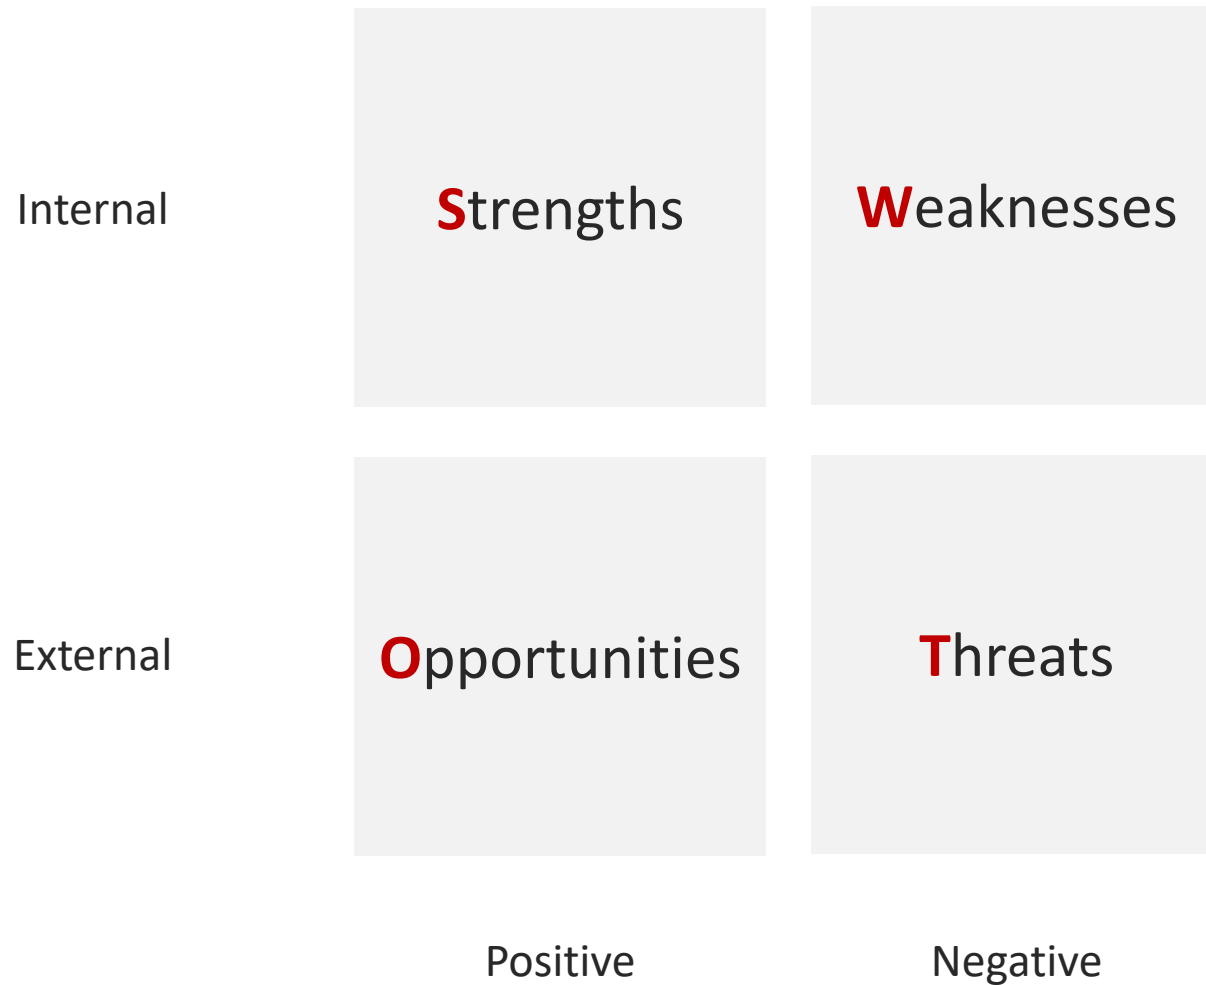 Internal
Strengths
Weaknesses
External
Opportunities
Threats
Positive
Negative